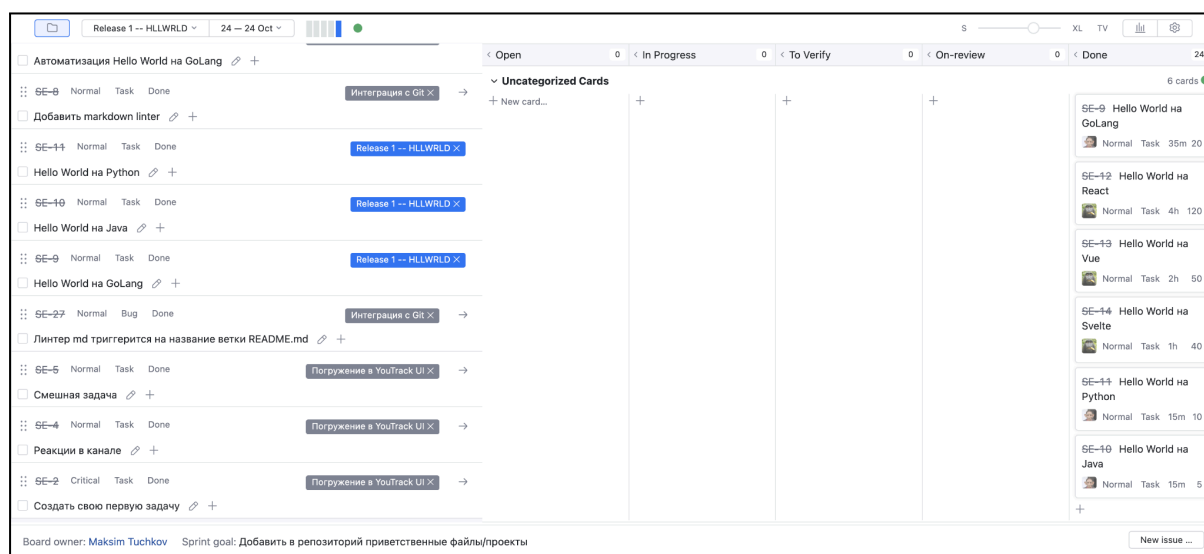 Release 1 -- HLLWRLD
24 — 24 Oct
S
XL
TV
Автоматизация Hello World на GoLang
SE-8 Normal Task Done
Интеграция с Git
Добавить markdown linter
SE-11 Normal Task Done
Release 1 -- HLLWRLD
Hello World на Python
SE-10 Normal Task Done
Release 1 -- HLLWRLD
Hello World на Java
SE-9 Normal Task Done
Release 1 -- HLLWRLD
Hello World на GoLang
SE-27 Normal Bug Done
Интеграция с Git
Линтер md триггерится на название ветки README.md
SE-5 Normal Task Done
Погружение в YouTrack UI
Смешная задача
SE-4 Normal Task Done
Погружение в YouTrack UI
Реакции в канале
SE-2 Critical Task Done
Погружение в YouTrack UI
Создать свою первую задачу
Open 0
In Progress 0
To Verify 0
On-review 0
Done 24
Uncategorized Cards
6 cards
New card...
SE-9 Hello World на
GoLang
Normal Task 35m 20
SE-12 Hello World на
React
Normal Task 4h 120
SE-13 Hello World на
Vue
Normal Task 2h 50
SE-14 Hello World на
Svelte
Normal Task 1h 40
SE-11 Hello World на
Python
Normal Task 15m 10
SE-10 Hello World на
Java
Normal Task 15m 5
Board owner: Maksim Tuchkov
Sprint goal: Добавить в репозиторий приветственные файлы/проекты
New issue ...